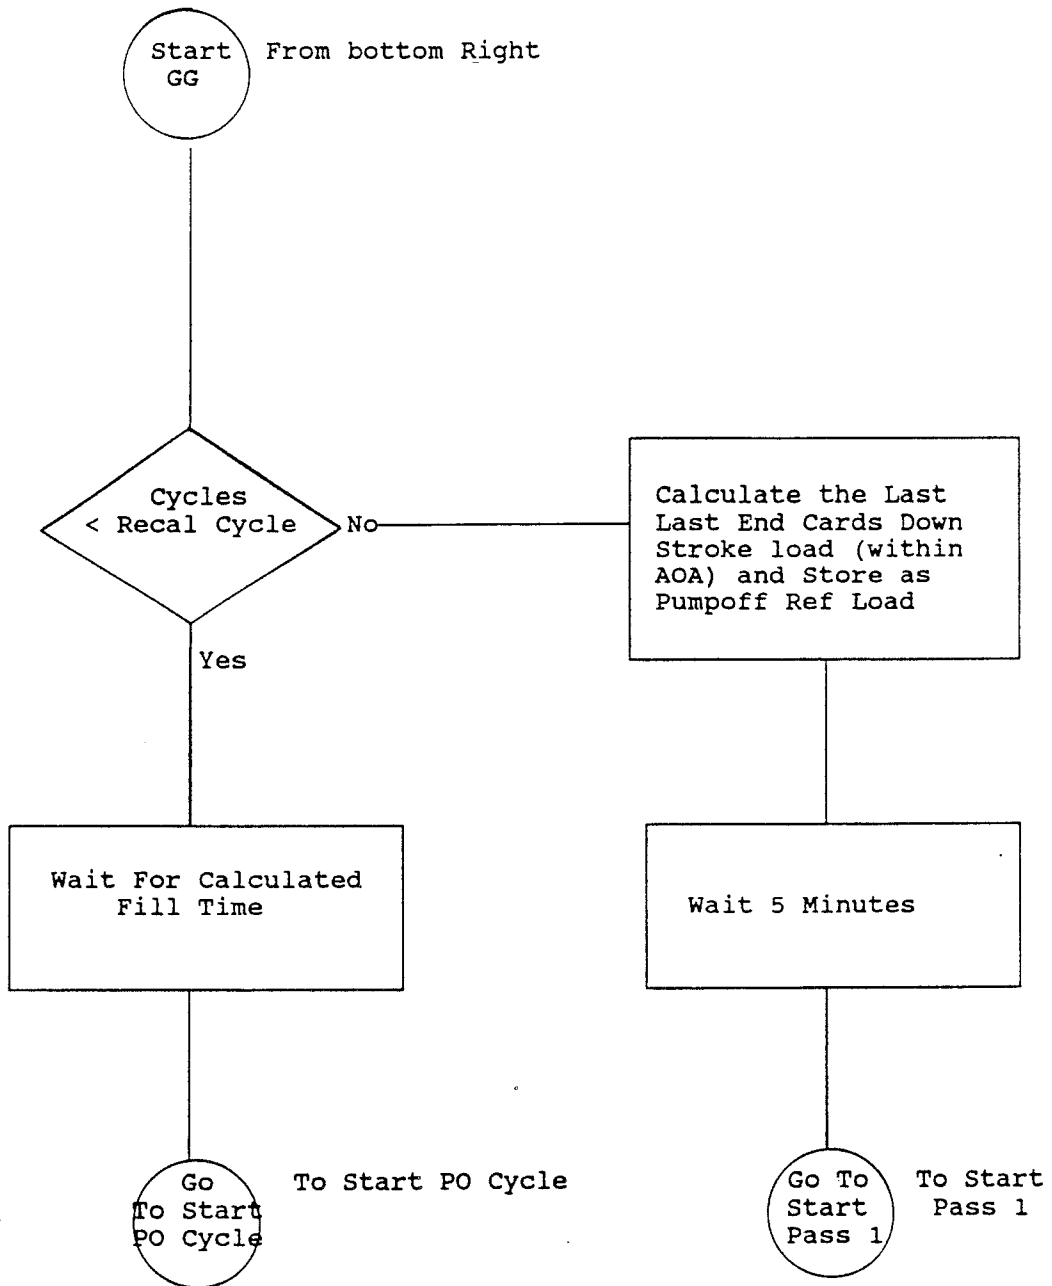 Start
GG
From bottom Right
Cycles
< Recal Cycle
No
Calculate the Last
Last End Cards Down
Stroke load (within
AOA) and Store as
Pumpoff Ref Load
Yes
Wait For Calculated
Fill Time
Wait 5 Minutes
Go
To Start
PO Cycle
To Start PO Cycle
Go To
Start
Pass 1
To Start
Pass 1